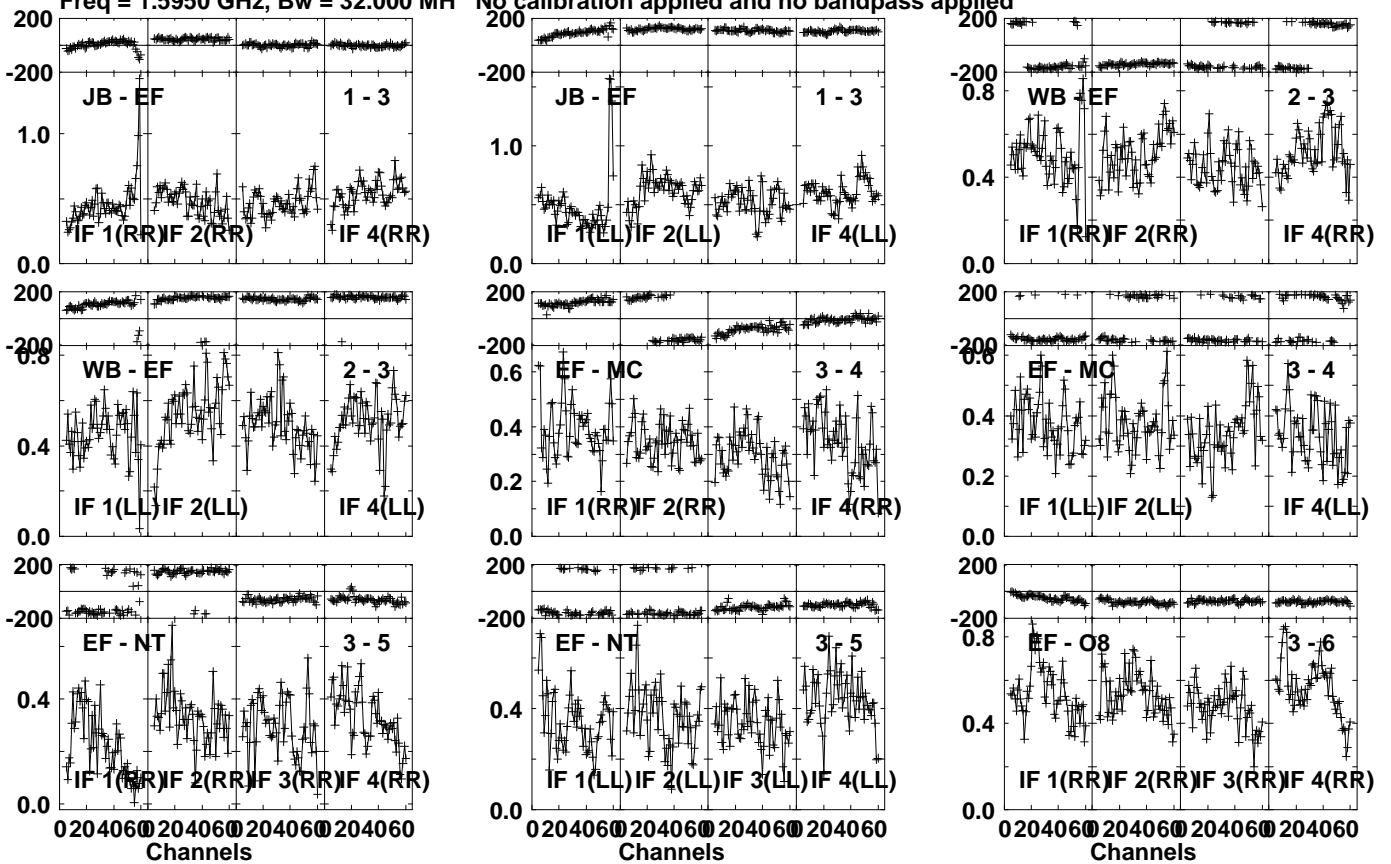 Freq = 1.5950 GHz, Bw = 32.000 MH No calibration applied and no bandpass applied
200
-200
JB - EF 1 - 3
1.0
IF 1(RR) IF 2(RR) IF 4(RR)
0.0
JB - EF 1 - 3
1.0
IF 1(LL) IF 2(LL) IF 4(LL)
0.0
200
-200
WB - EF 2 - 3
0.8
0.4
IF 1(RR) IF 2(RR) IF 4(RR)
0.0
200
-200
0.8
WB - EF 2 - 3
0.4
IF 1(LL) IF 2(LL) IF 4(LL)
0.0
200
-200
EF - MC 3 - 4
0.6
0.4
0.2
IF 1(RR) IF 2(RR) IF 4(RR)
0.0
200
-200
0.6
EF - MC 3 - 4
0.4
0.2
IF 1(LL) IF 2(LL) IF 4(LL)
0.0
200
-200
EF - NT 3 - 5
0.4
IF 1(RR) IF 2(RR) IF 3(RR) IF 4(RR)
0.0
0 20 40 60 0 20 40 60 0 20 40 60 0 20 40 60
Channels
200
-200
EF - NT 3 - 5
0.4
IF 1(LL) IF 2(LL) IF 3(LL) IF 4(LL)
0.0
0 20 40 60 0 20 40 60 0 20 40 60 0 20 40 60
Channels
200
-200
0.8
EF - O8 3 - 6
0.4
IF 1(RR) IF 2(RR) IF 3(RR) IF 4(RR)
0.0
0 20 40 60 0 20 40 60 0 20 40 60 0 20 40 60
Channels